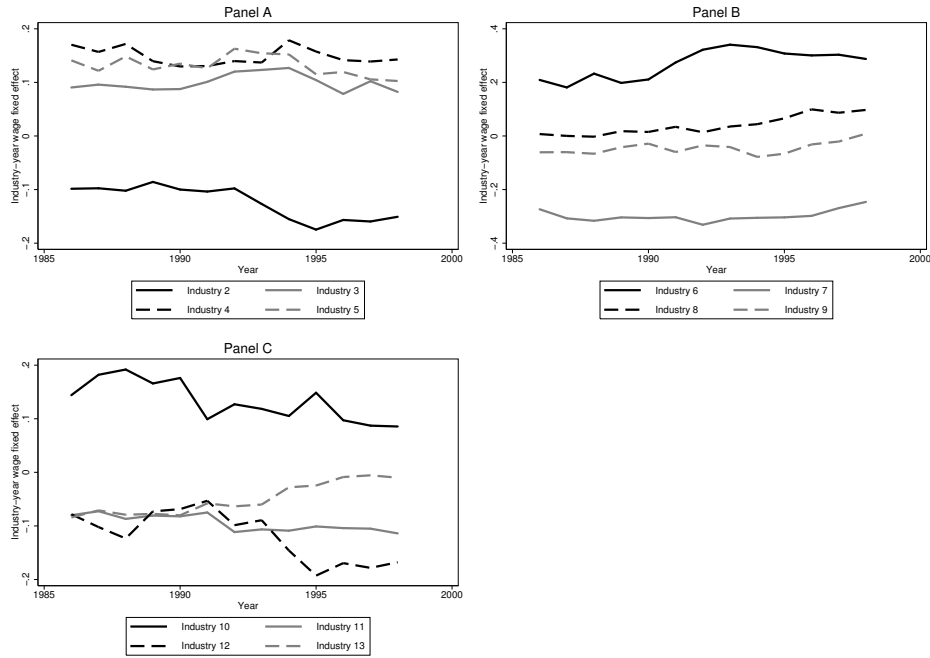 Panel A
Industry-year wage fixed effect
.2
.1
0
-.1
-.2
1985 1990 1995 2000
Year
Industry 2 Industry 3
Industry 4 Industry 5
Panel B
Industry-year wage fixed effect
.4
.2
0
-.2
-.4
1985 1990 1995 2000
Year
Industry 6 Industry 7
Industry 8 Industry 9
Panel C
Industry-year wage fixed effect
.2
.1
0
-.1
-.2
1985 1990 1995 2000
Year
Industry 10 Industry 11
Industry 12 Industry 13